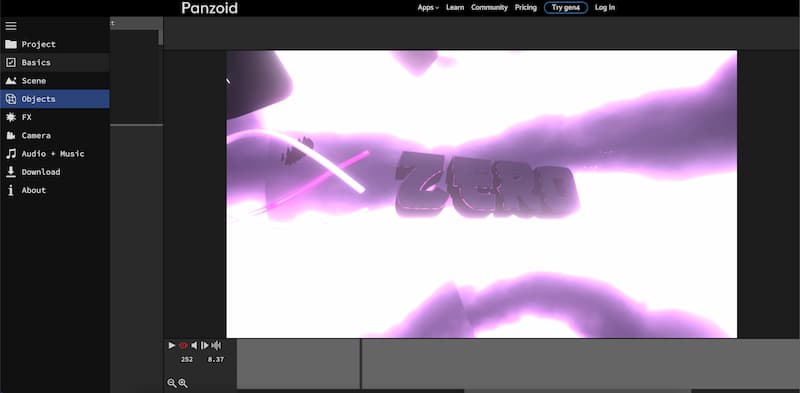 Panzoid
Apps Learn Community Pricing Try gen4 Log In
Project
Basics
Scene
Objects
FX
Camera
Audio + Music
Download
About
ZERO
252 8.37